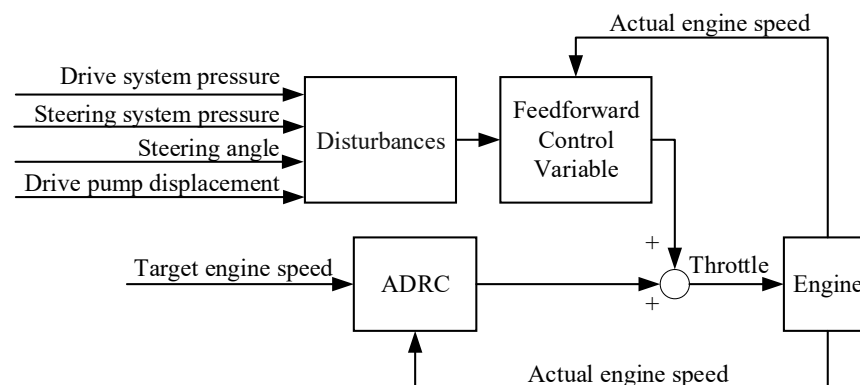 Actual engine speed
Drive system pressure
Steering system pressure
Steering angle
Drive pump displacement
Disturbances
Feedforward
Control
Variable
+
Target engine speed
ADRC
+
Throttle
Engine
Actual engine speed